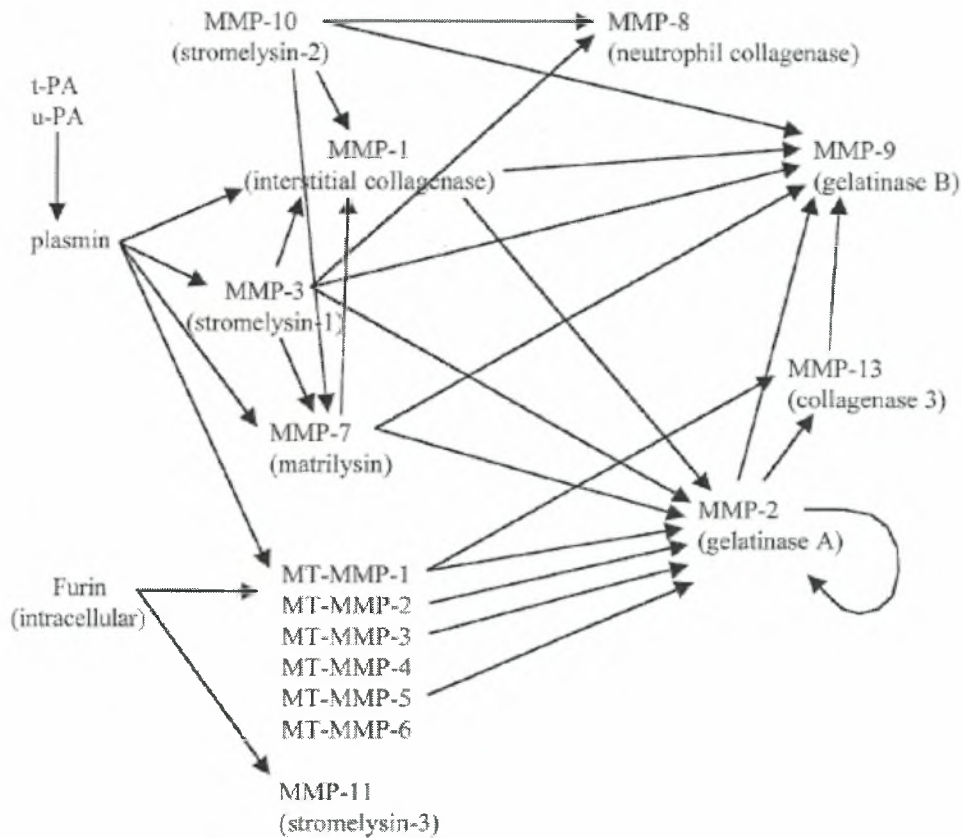 MMP-10
(stromelysin-2)
MMP-8
(neutrophil collagenase)
t-PA
u-PA
MMP-1
(interstitial collagenase)
MMP-9
(gelatinase B)
plasmin
MMP-3
(stromelysin-1)
MMP-13
(collagenase 3)
MMP-7
(matrilysin)
MMP-2
(gelatinase A)
Furin
(intracellular)
MT-MMP-1
MT-MMP-2
MT-MMP-3
MT-MMP-4
MT-MMP-5
MT-MMP-6
MMP-11
(stromelysin-3)